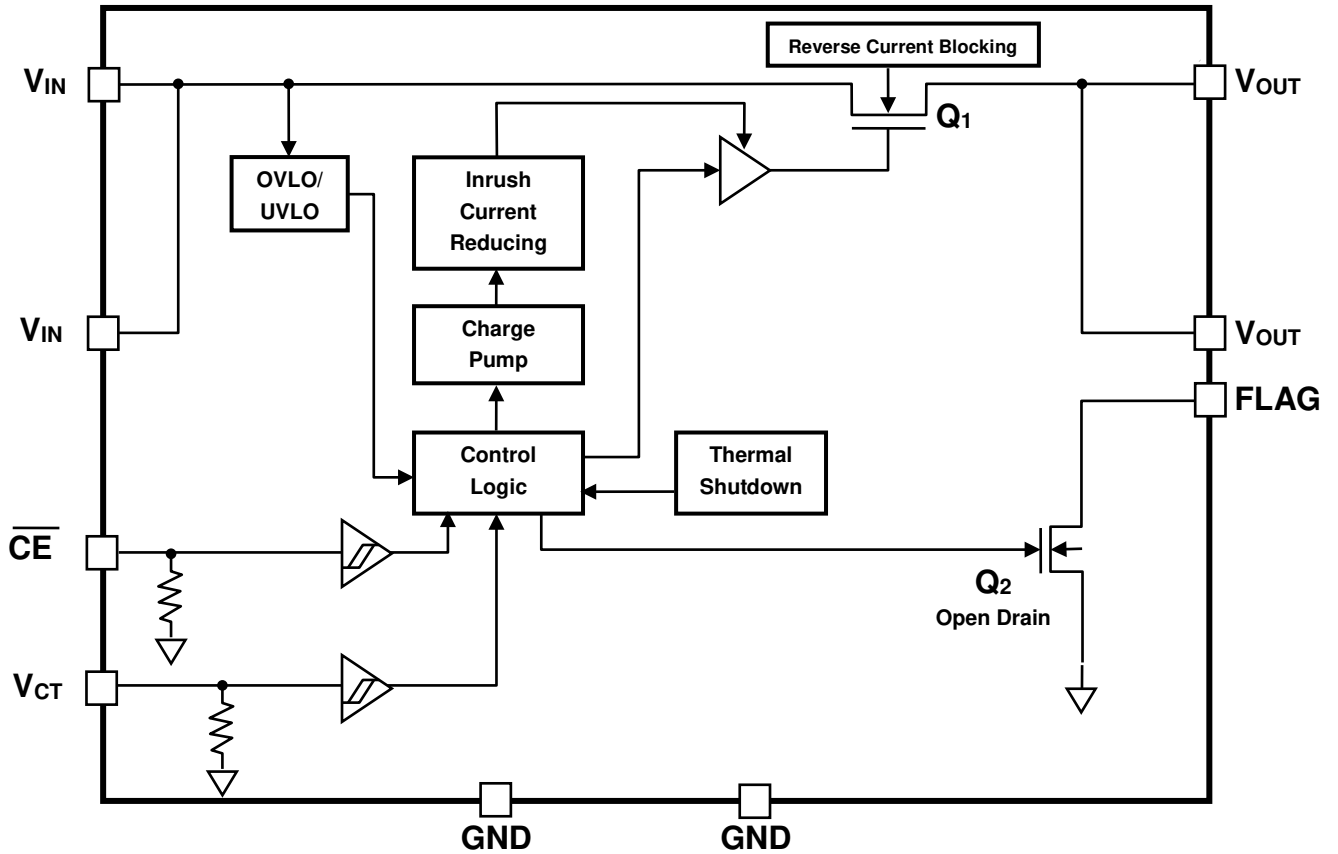 Reverse Current Blocking
VIN
VOUT
Q1
OVLO/
UVLO
Inrush
Current
Reducing
VIN
Charge
Pump
VOUT
FLAG
Control
Logic
Thermal
Shutdown
C̅E̅
Q2
Open Drain
VCT
GND
GND